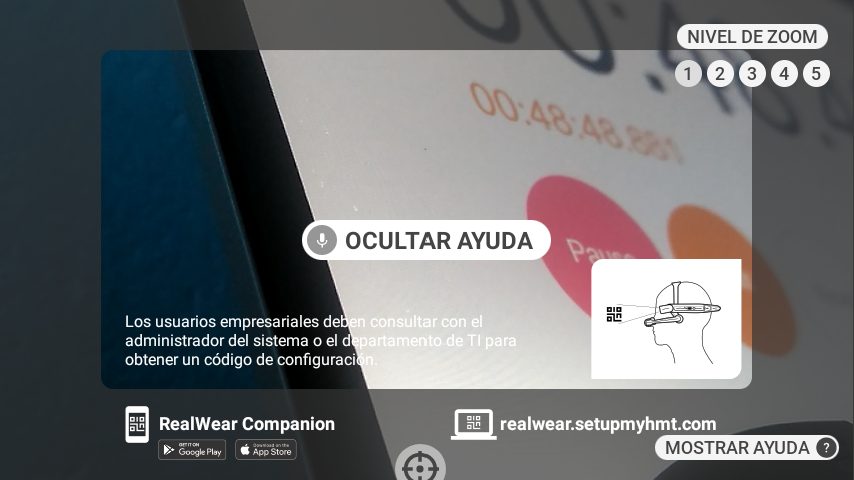 NIVEL DE ZOOM
1 2 3 4 5
00:48:48.881
OCULTAR AYUDA
Los usuarios empresariales deben consultar con el
administrador del sistema o el departamento de TI para
obtener un código de configuración.
RealWear Companion
GET IT ON
Google Play
Download on the
App Store
realwear.setupmyhmt.com
MOSTRAR AYUDA ?